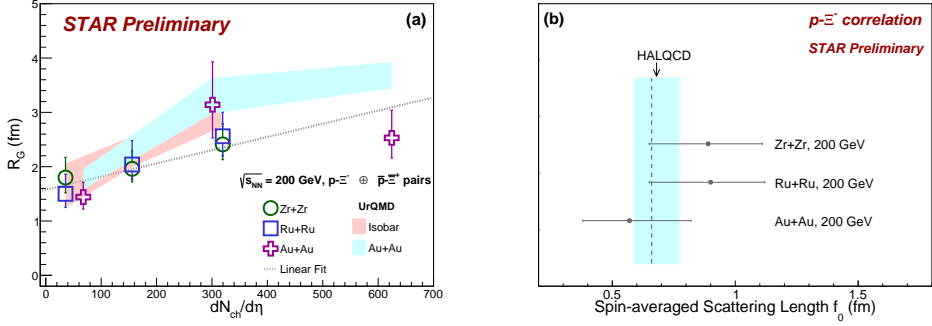 STAR Preliminary
(a)
5
4
3
2
1
0
R_G (fm)
√s_NN = 200 GeV, p-Ξ⁻ ⊕ p̄-Ξ̄⁺ pairs
Zr+Zr
Ru+Ru
Au+Au
Linear Fit
UrQMD
Isobar
Au+Au
0 100 200 300 400 500 600 700
dN_ch/dη
(b)
p-Ξ⁻ correlation
STAR Preliminary
HALQCD
Zr+Zr, 200 GeV
Ru+Ru, 200 GeV
Au+Au, 200 GeV
0.5 1 1.5
Spin-averaged Scattering Length f_0 (fm)